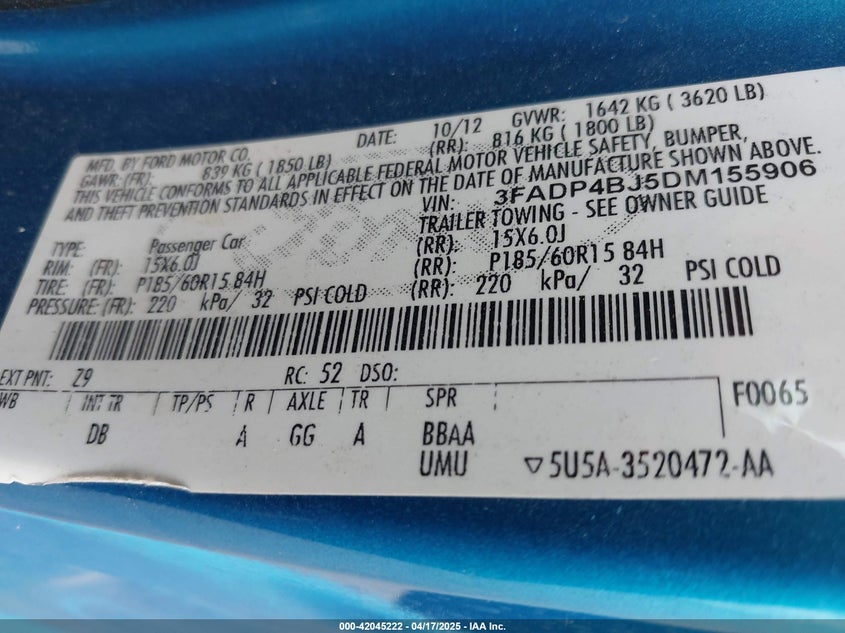 MFD. BY FORD MOTOR CO.
DATE: 10/12 GVWR: 1642 KG ( 3620 LB)
GAWR: (FR): 839 KG ( 1850 LB) (RR): 816 KG ( 1800 LB)
THIS VEHICLE CONFORMS TO ALL APPLICABLE FEDERAL MOTOR VEHICLE SAFETY, BUMPER,
AND THEFT PREVENTION STANDARDS IN EFFECT ON THE DATE OF MANUFACTURE SHOWN ABOVE.
VIN: 3FADP4BJ5DM155906
TRAILER TOWING - SEE OWNER GUIDE
TYPE: Passenger Car
RIM: (FR): 15X6.0J (RR): 15X6.0J
TIRE: (FR): P185/60R15 84H (RR): P185/60R15 84H
PRESSURE: (FR): 220 kPa/ 32 PSI COLD (RR): 220 kPa/ 32 PSI COLD
EXT PNT: Z9 RC: 52 DSO:
WB INT TR TP/PS R AXLE TR SPR F0065
DB A GG A BBAA
UMU 5U5A-3520472-AA
000-42045222 - 04/17/2025 - IAA Inc.